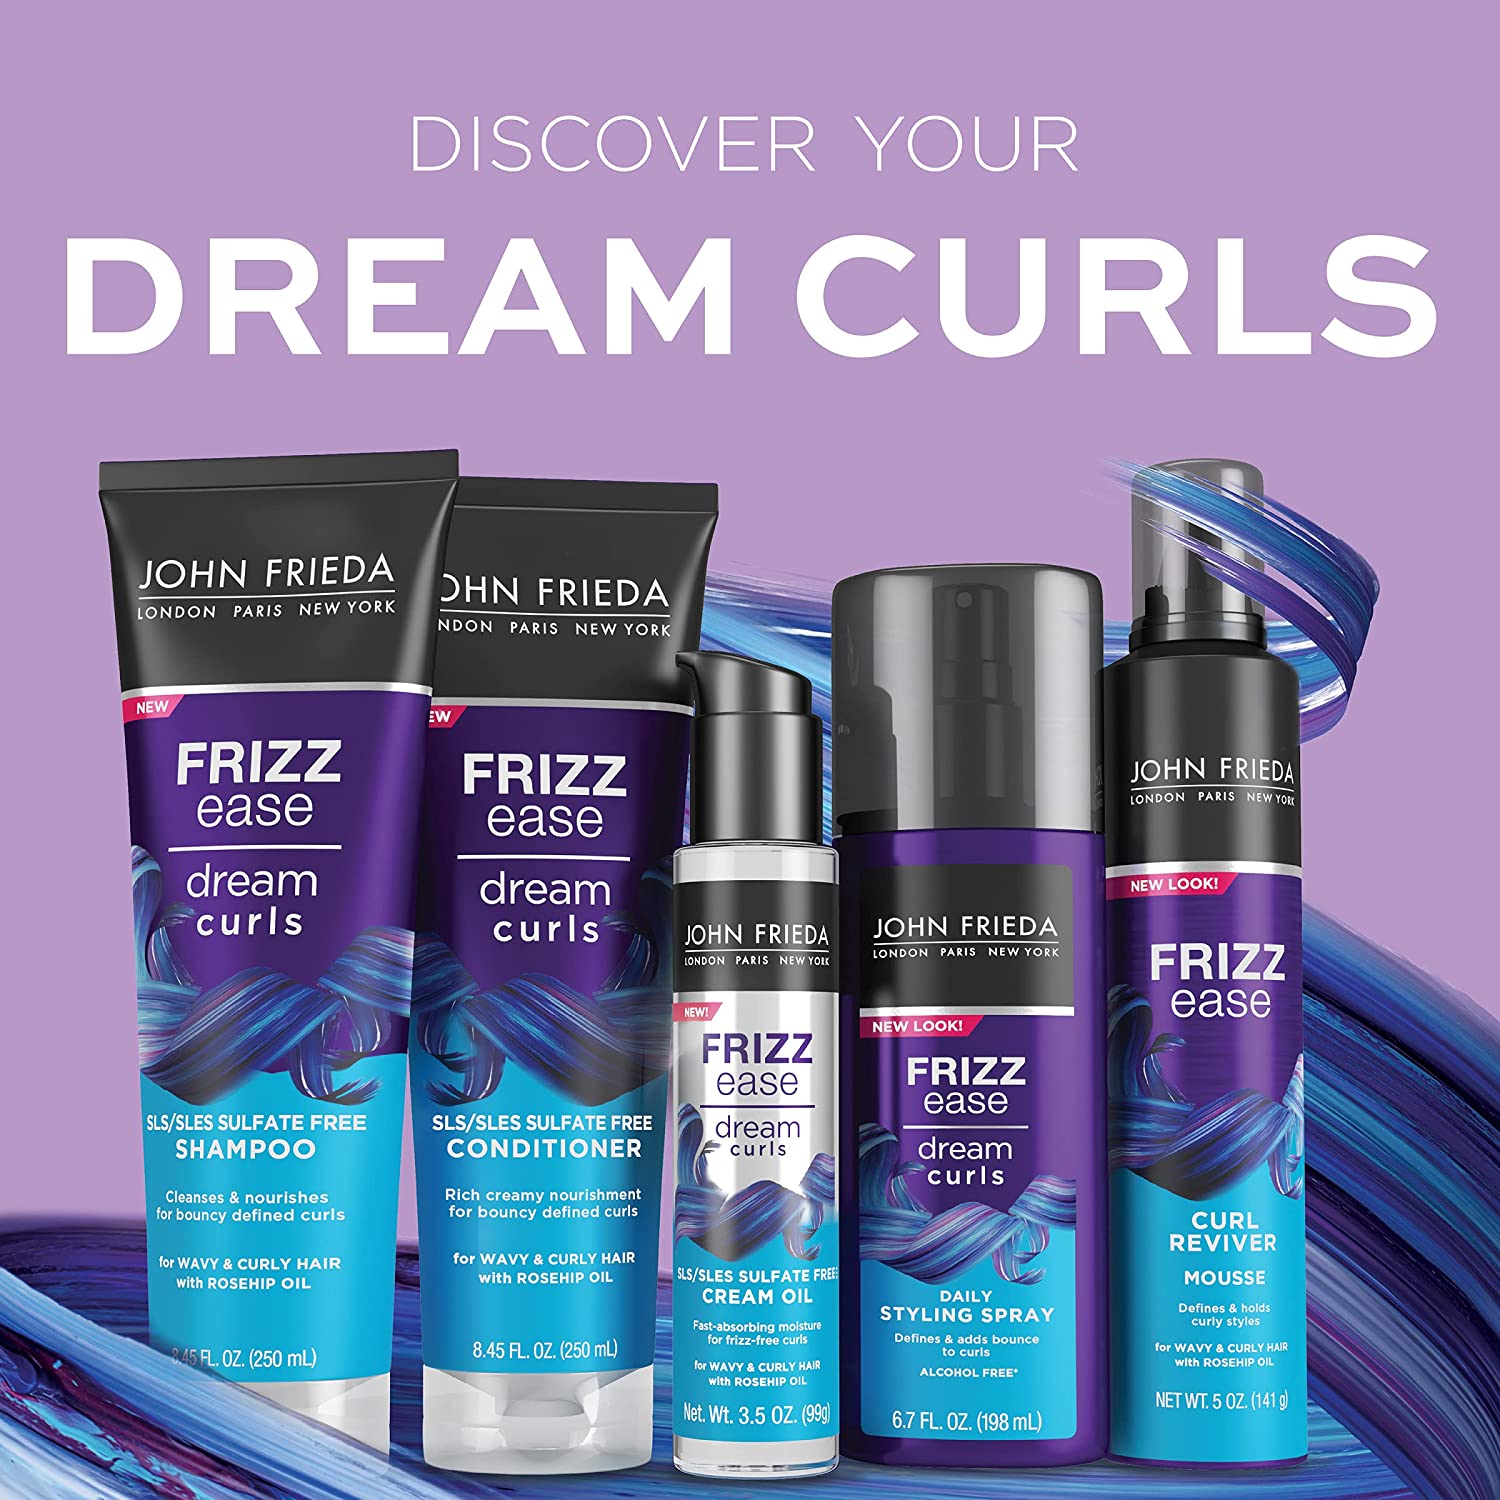 DISCOVER YOUR
DREAM CURLS
JOHN FRIEDA
LONDON PARIS NEW YORK
NEW
FRIZZ
ease
dream
curls
SLS/SLES SULFATE FREE
SHAMPOO
Cleanses & nourishes
for bouncy defined curls
for WAVY & CURLY HAIR
with ROSEHIP OIL
8.45 FL. OZ. (250 mL)
OHN FRIEDA
NDON PARIS NEW YORK
EW
FRIZZ
ease
dream
curls
SLS/SLES SULFATE FREE
CONDITIONER
Rich creamy nourishment
for bouncy defined curls
for WAVY & CURLY HAIR
with ROSEHIP OIL
8.45 FL. OZ. (250 mL)
JOHN FRIEDA
LONDON PARIS NEW YORK
NEW!
FRIZZ
ease
dream
curls
SLS/SLES SULFATE FREE
CREAM OIL
Fast-absorbing moisture
for frizz-free curls
for WAVY & CURLY HAIR
with ROSEHIP OIL
Net. Wt. 3.5 OZ. (99g)
JOHN FRIEDA
LONDON PARIS NEW YORK
NEW LOOK!
FRIZZ
ease
dream
curls
DAILY
STYLING SPRAY
Defines & adds bounce
to curls
ALCOHOL FREE*
6.7 FL. OZ. (198 mL)
JOHN FRIEDA
LONDON PARIS NEW YORK
NEW LOOK!
FRIZZ
ease
CURL
REVIVER
MOUSSE
Defines & holds
curly styles
for WAVY & CURLY HAIR
with ROSEHIP OIL
NET WT. 5 OZ. (141 g)